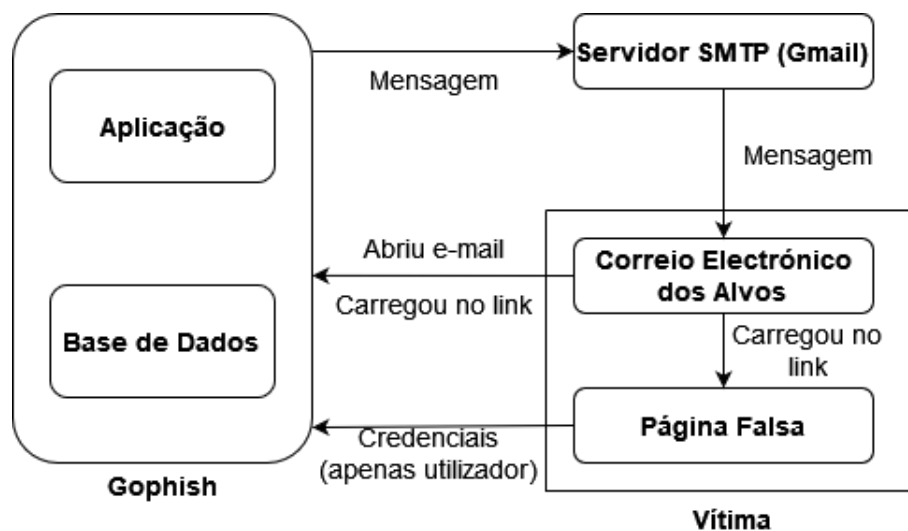 Servidor SMTP (Gmail)
Mensagem
Aplicação
Mensagem
Abriu e-mail
Carregou no link
Correio Electrónico
dos Alvos
Base de Dados
Carregou no
link
Página Falsa
Credenciais
(apenas utilizador)
Gophish
Vítima